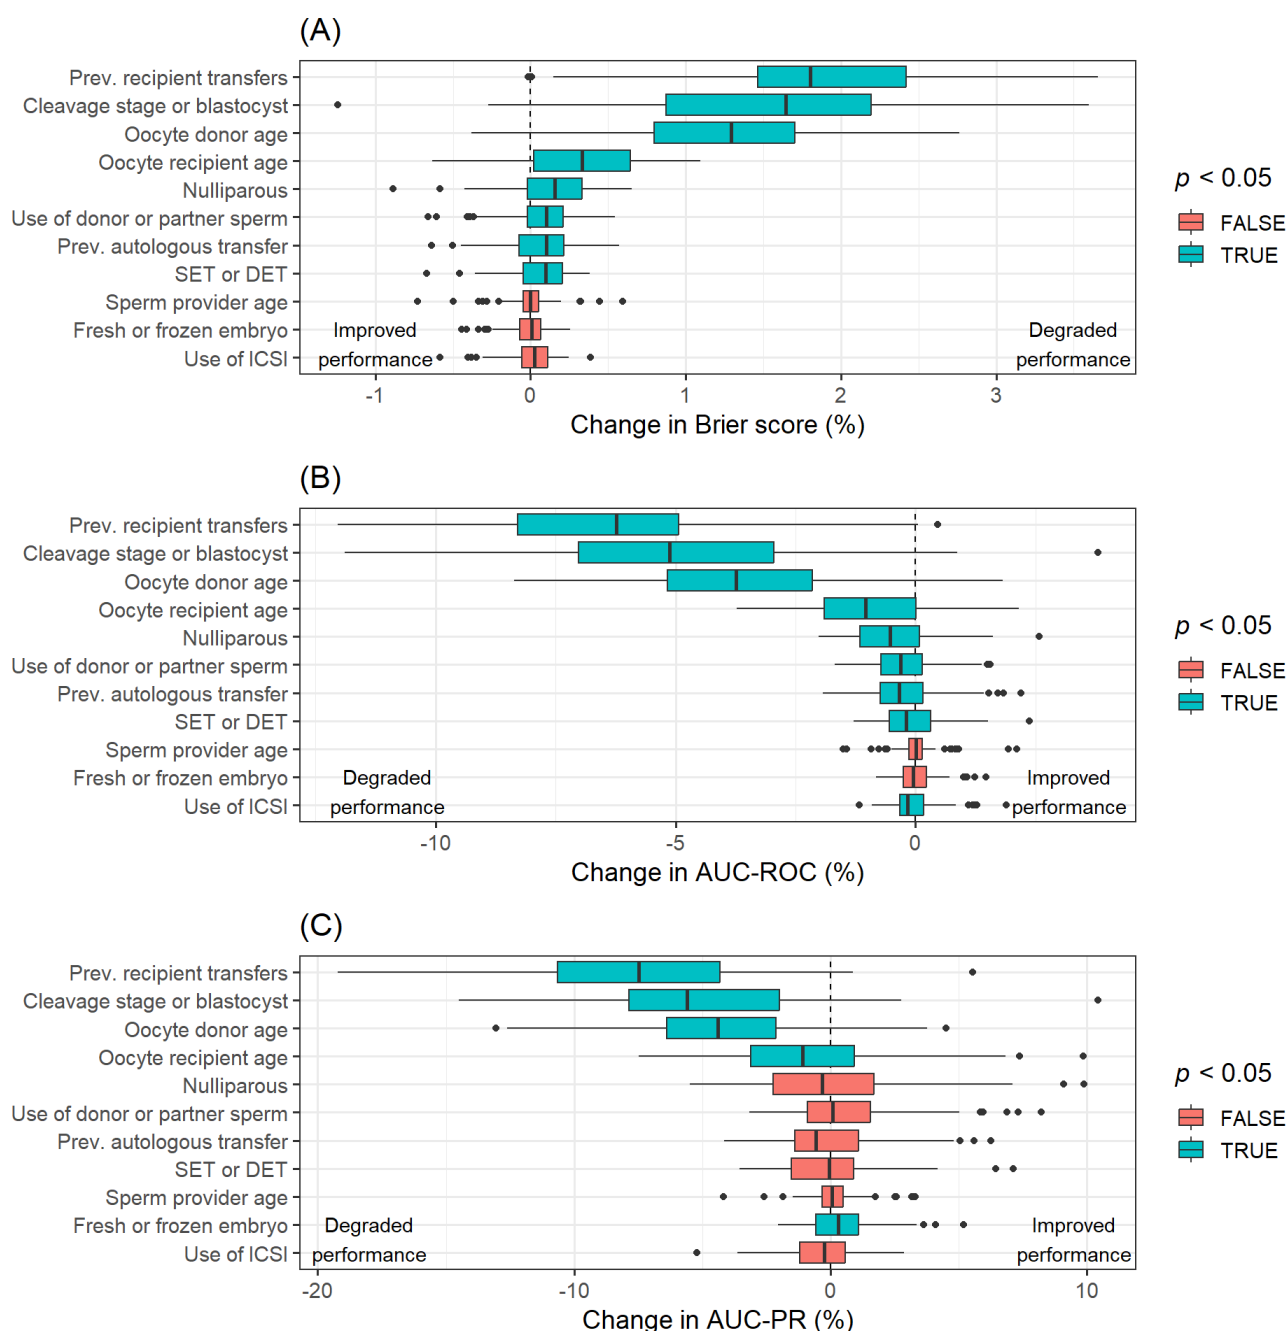 (A)
Prev. recipient transfers
Cleavage stage or blastocyst
Oocyte donor age
Oocyte recipient age
Nulliparous
Use of donor or partner sperm
Prev. autologous transfer
SET or DET
Sperm provider age
Fresh or frozen embryo
Use of ICSI
Improved
performance
Degraded
performance
-1 0 1 2 3
Change in Brier score (%)
p < 0.05
FALSE
TRUE
(B)
Prev. recipient transfers
Cleavage stage or blastocyst
Oocyte donor age
Oocyte recipient age
Nulliparous
Use of donor or partner sperm
Prev. autologous transfer
SET or DET
Sperm provider age
Fresh or frozen embryo
Use of ICSI
Degraded
performance
Improved
performance
-10 -5 0
Change in AUC-ROC (%)
p < 0.05
FALSE
TRUE
(C)
Prev. recipient transfers
Cleavage stage or blastocyst
Oocyte donor age
Oocyte recipient age
Nulliparous
Use of donor or partner sperm
Prev. autologous transfer
SET or DET
Sperm provider age
Fresh or frozen embryo
Use of ICSI
Degraded
performance
Improved
performance
-20 -10 0 10
Change in AUC-PR (%)
p < 0.05
FALSE
TRUE